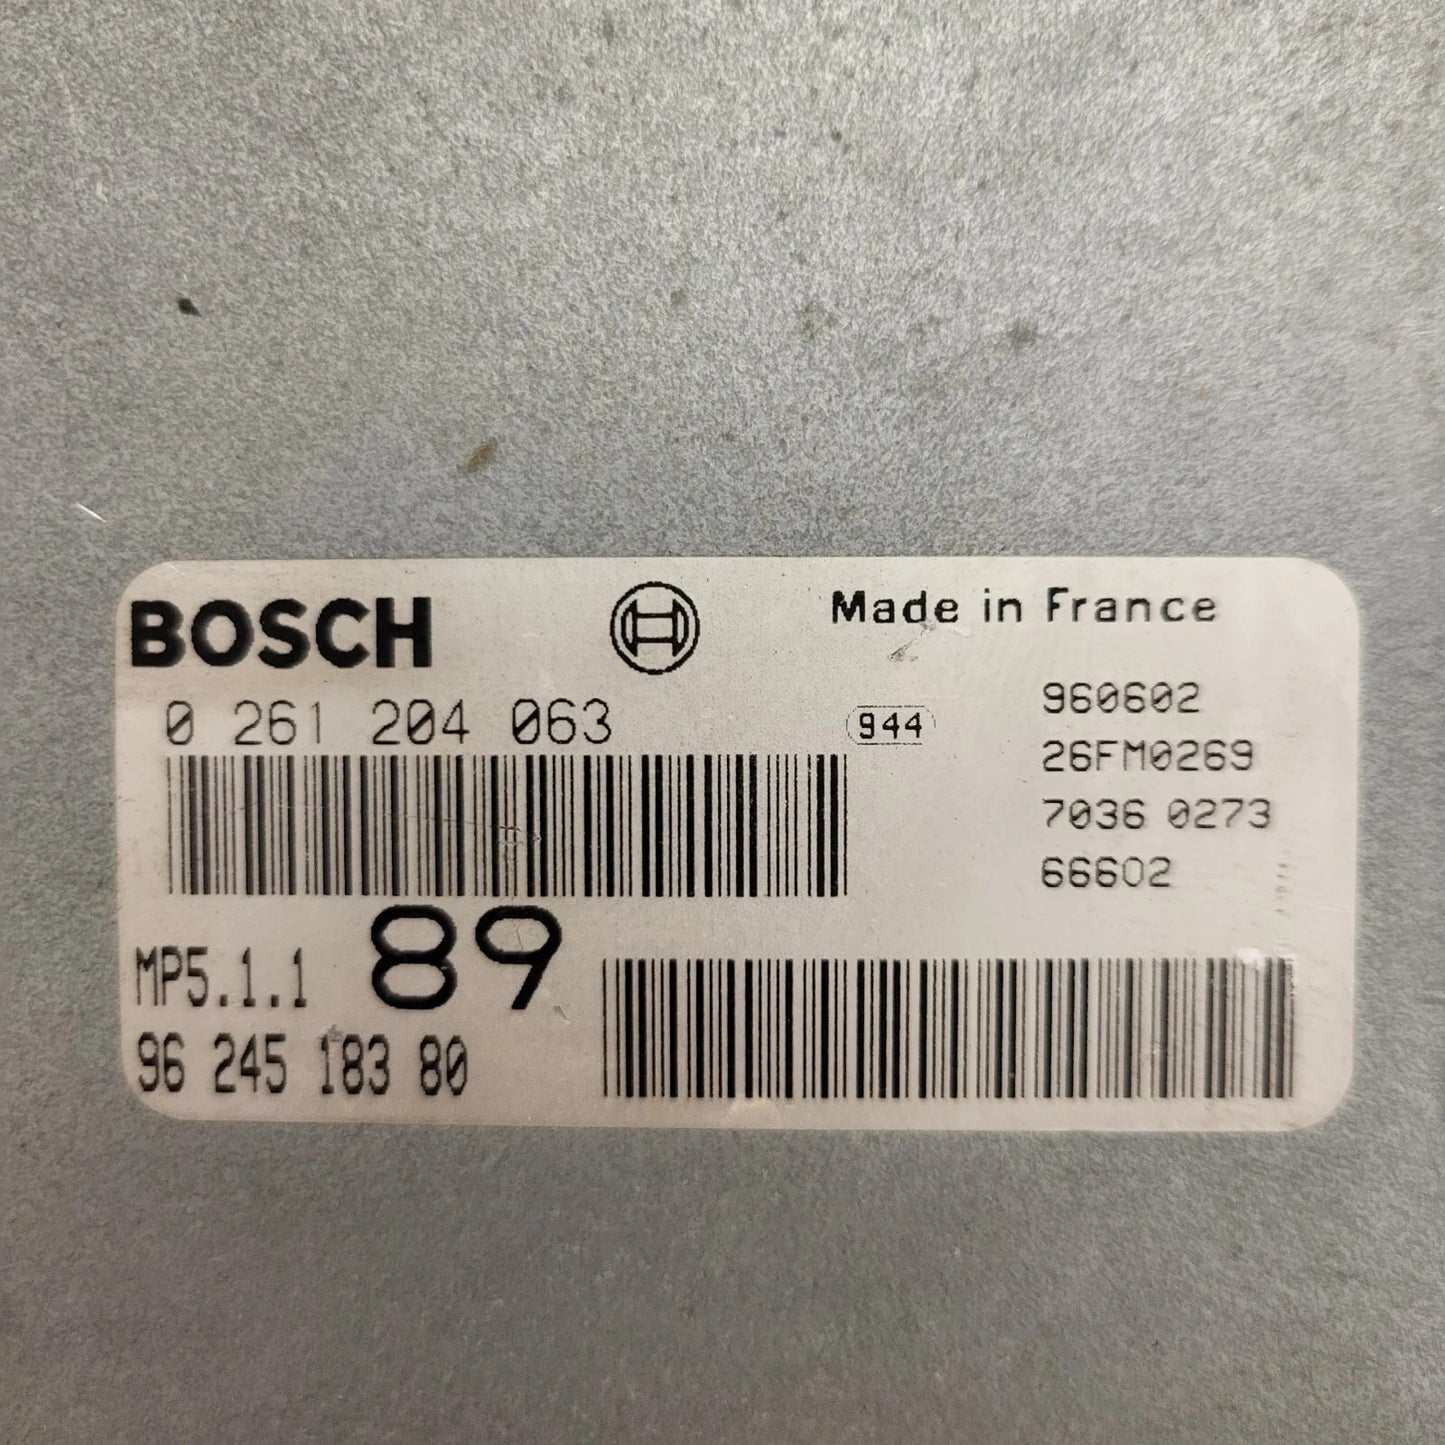 BOSCH
Made in France
0 261 204 063
944
960602
26FM0269
7036 0273
66602
MP5.1.1 89
96 245 183 80